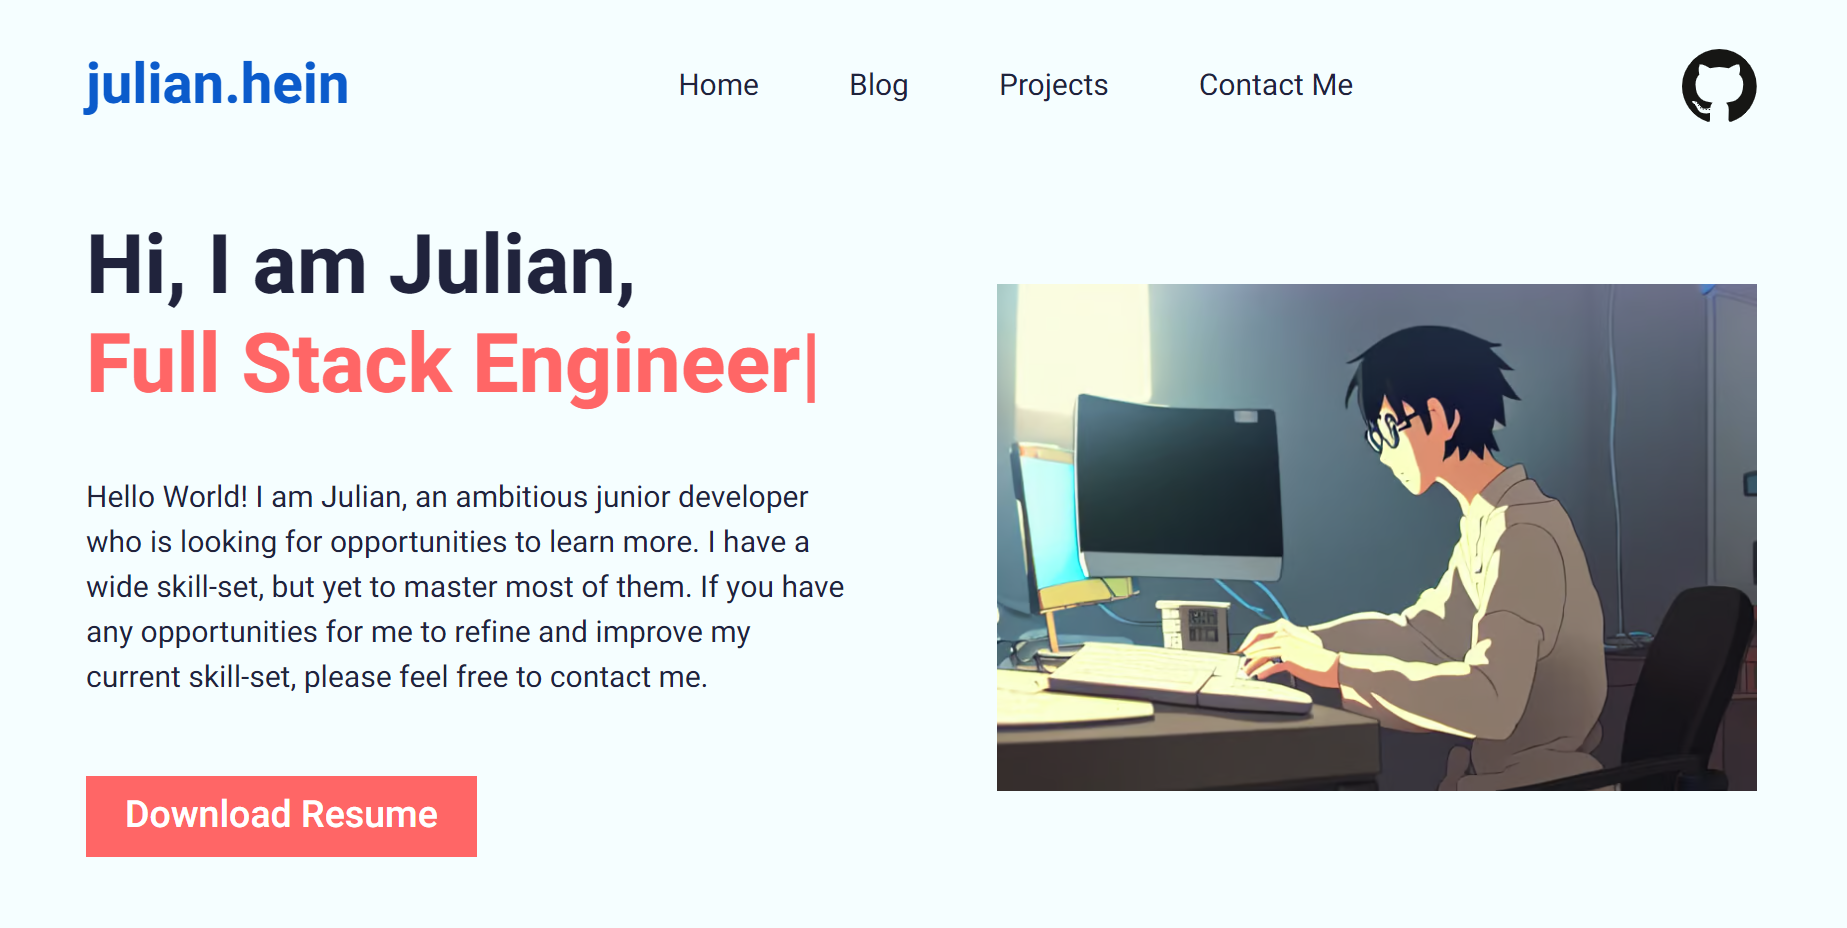 julian.hein
Home Blog Projects Contact Me
Hi, I am Julian,
Full Stack Engineer|
Hello World! I am Julian, an ambitious junior developer
who is looking for opportunities to learn more. I have a
wide skill-set, but yet to master most of them. If you have
any opportunities for me to refine and improve my
current skill-set, please feel free to contact me.
Download Resume